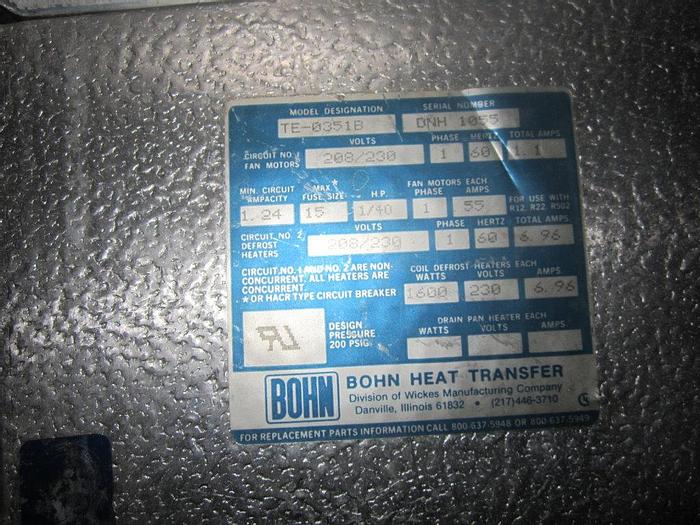 MODEL DESIGNATION SERIAL NUMBER
TE-0351B DNH 1055
VOLTS PHASE HERTZ TOTAL AMPS
CIRCUIT NO. 1 FAN MOTORS 208/230 1 60 1.1
MIN. CIRCUIT AMPACITY MAX.* FUSE SIZE H.P. FAN MOTORS EACH PHASE AMPS
1.24 15 1/40 1 .55 FOR USE WITH R12, R22, R502
VOLTS PHASE HERTZ TOTAL AMPS
CIRCUIT NO. 2 DEFROST HEATERS 208/230 1 60 6.96
CIRCUIT NO. 1 AND NO. 2 ARE NON-
CONCURRENT. ALL HEATERS ARE
CONCURRENT.
* OR HACR TYPE CIRCUIT BREAKER
COIL DEFROST HEATERS EACH
WATTS VOLTS AMPS
1600 230 6.96
DESIGN
PRESSURE
200 PSIG.
DRAIN PAN HEATER EACH
WATTS VOLTS AMPS
BOHN
BOHN HEAT TRANSFER
Division of Wickes Manufacturing Company
Danville, Illinois 61832 • (217)446-3710
FOR REPLACEMENT PARTS INFORMATION CALL 800-637-5948 OR 800-637-5949